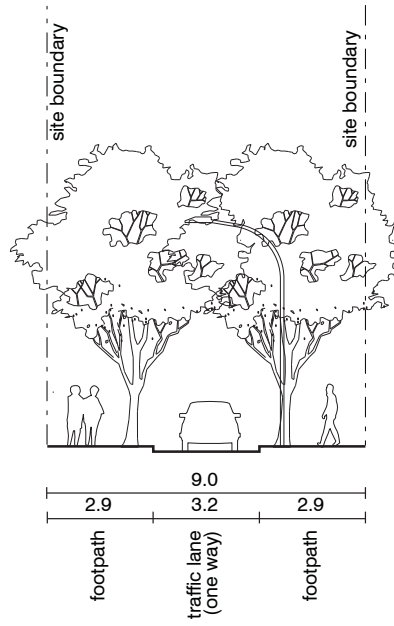 site boundary
site boundary
9.0
2.9 3.2 2.9
footpath
traffic lane
(one way)
footpath